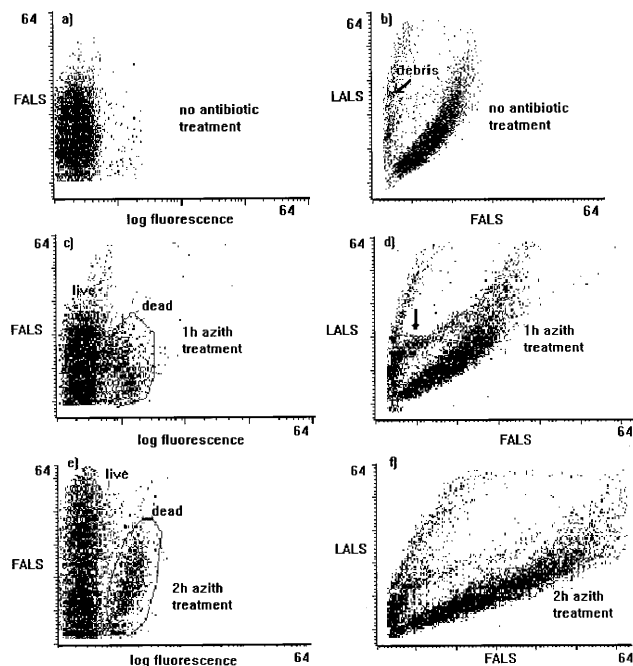 64
a)
FALS
no antibiotic
treatment
log fluorescence
64
64
b)
debris
LALS
no antibiotic
treatment
FALS
64
64
c)
live
dead
FALS
1h azith
treatment
log fluorescence
64
64
d)
LALS
1h azith
treatment
FALS
64
64
e)
live
dead
FALS
2h azith
treatment
log fluorescence
64
64
f)
LALS
2h azith
treatment
FALS
64